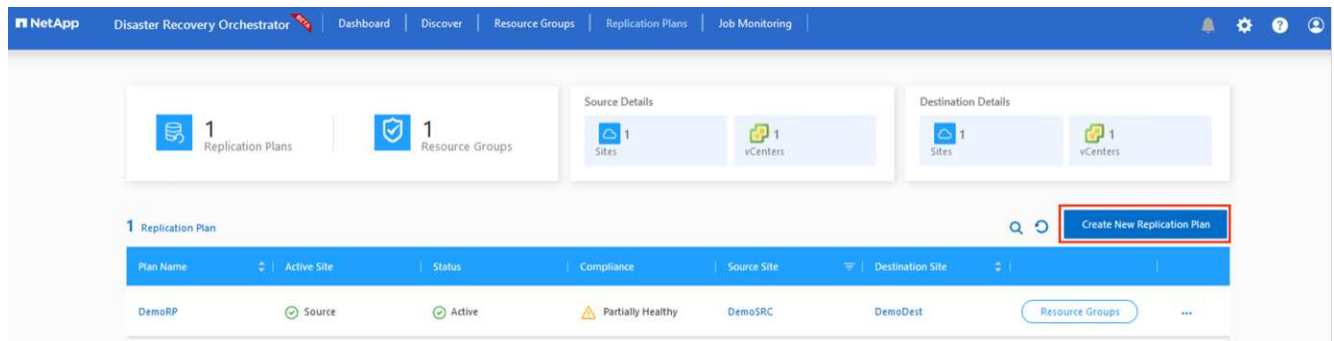 NetApp Disaster Recovery Orchestrator Dashboard Discover Resource Groups Replication Plans Job Monitoring
Source Details Destination Details
1 Replication Plans 1 Resource Groups
1 Sites 1 vCenters 1 Sites 1 vCenters
1 Replication Plan Create New Replication Plan
Plan Name Active Site Status Compliance Source Site Destination Site
DemoRP Source Active Partially Healthy DemoSRC DemoDest Resource Groups ...